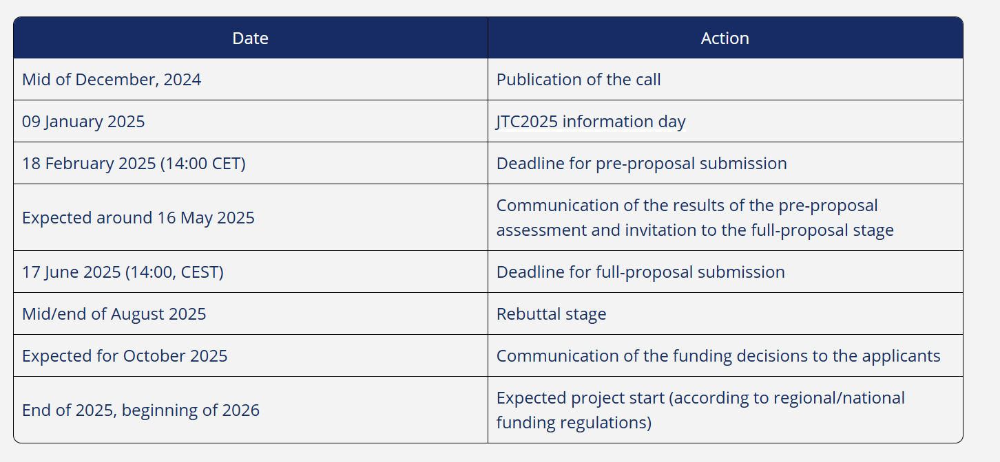 Date
Action
Mid of December, 2024
Publication of the call
09 January 2025
JTC2025 information day
18 February 2025 (14:00 CET)
Deadline for pre-proposal submission
Expected around 16 May 2025
Communication of the results of the pre-proposal
assessment and invitation to the full-proposal stage
17 June 2025 (14:00, CEST)
Deadline for full-proposal submission
Mid/end of August 2025
Rebuttal stage
Expected for October 2025
Communication of the funding decisions to the applicants
End of 2025, beginning of 2026
Expected project start (according to regional/national
funding regulations)